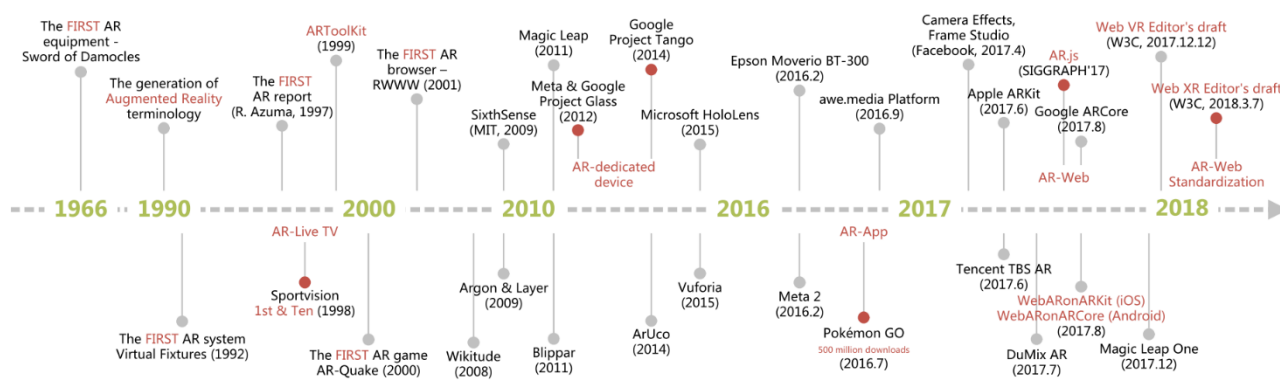 The FIRST AR
equipment -
Sword of Damocles
The generation of
Augmented Reality
terminology
The FIRST
AR report
(R. Azuma, 1997)
ARToolKit
(1999)
The FIRST AR
browser –
RWWW (2001)
SixthSense
(MIT, 2009)
Magic Leap
(2011)
Meta & Google
Project Glass
(2012)
AR-dedicated
device
Google
Project Tango
(2014)
Microsoft HoloLens
(2015)
Epson Moverio BT-300
(2016.2)
awe.media Platform
(2016.9)
Camera Effects,
Frame Studio
(Facebook, 2017.4)
Apple ARKit
(2017.6)
AR.js
(SIGGRAPH'17)
AR-Web
Google ARCore
(2017.8)
Web VR Editor's draft
(W3C, 2017.12.12)
Web XR Editor's draft
(W3C, 2018.3.7)
AR-Web
Standardization
1966
1990
2000
2010
2016
2017
2018
The FIRST AR system
Virtual Fixtures (1992)
AR-Live TV
Sportvision
1st & Ten (1998)
The FIRST AR game
AR-Quake (2000)
Wikitude
(2008)
Argon & Layer
(2009)
Blippar
(2011)
ArUco
(2014)
Vuforia
(2015)
Meta 2
(2016.2)
AR-App
Pokémon GO
500 million downloads
(2016.7)
Tencent TBS AR
(2017.6)
DuMix AR
(2017.7)
WebARonARKit (iOS)
WebARonARCore (Android)
(2017.8)
Magic Leap One
(2017.12)